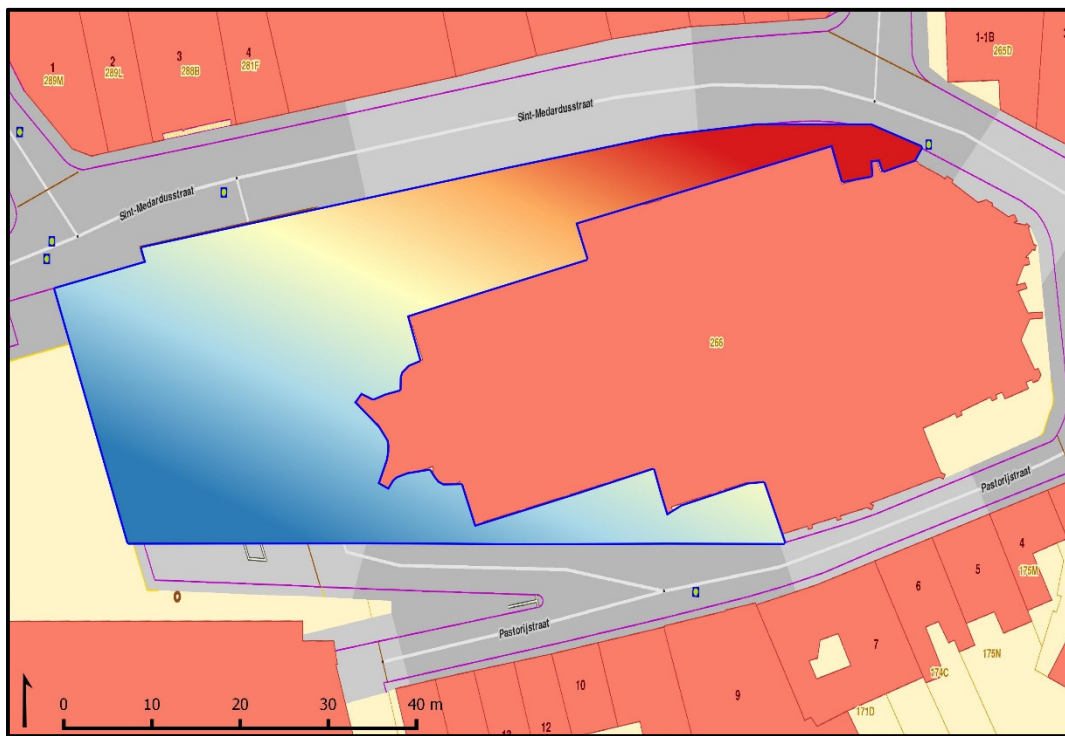 1
289M
2
289L
3
288B
4
281F
1-1B
265D
Sint-Medardusstraat
Sint-Medardusstraat
266
Pastorijstraat
Pastorijstraat
4
175M
5
6
7
175N
174C
171D
9
10
12
0 10 20 30 40 m